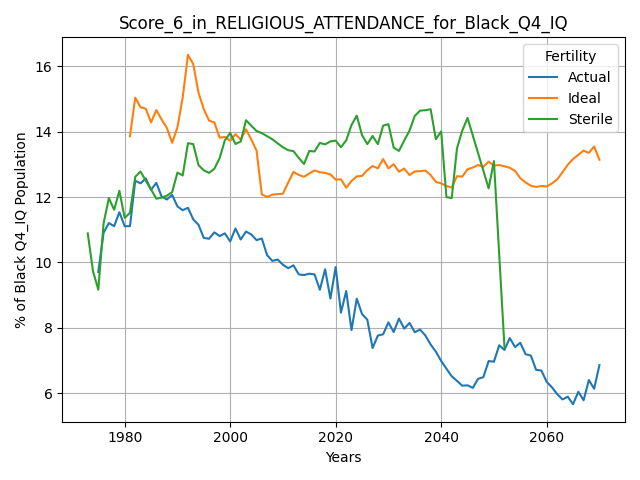 Score_6_in_RELIGIOUS_ATTENDANCE_for_Black_Q4_IQ
Fertility
Actual
Ideal
Sterile
% of Black Q4_IQ Population
16
14
12
10
8
6
1980
2000
2020
2040
2060
Years